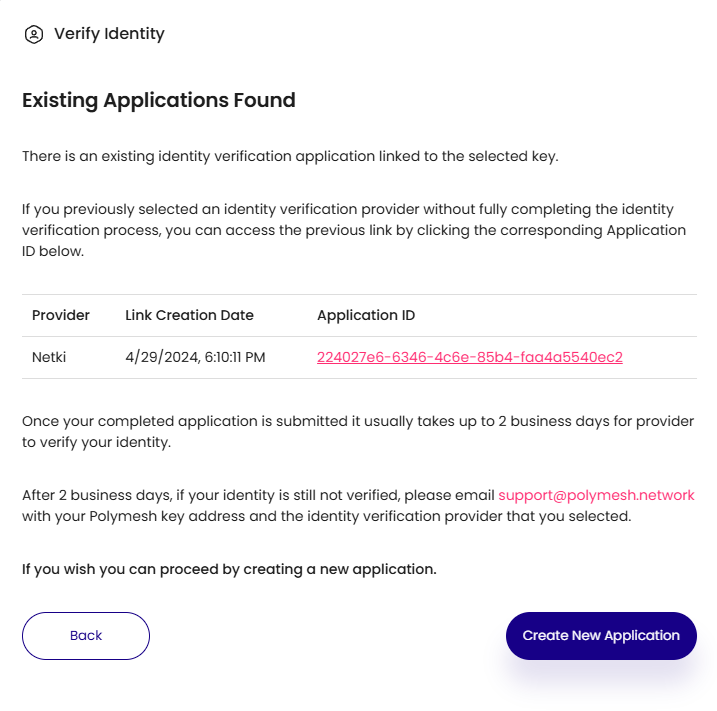 Verify Identity
Existing Applications Found
There is an existing identity verification application linked to the selected key.
If you previously selected an identity verification provider without fully completing the identity
verification process, you can access the previous link by clicking the corresponding Application
ID below.
Provider Link Creation Date Application ID
Netki 4/29/2024, 6:10:11 PM 224027e6-6346-4c6e-85b4-faa4a5540ec2
Once your completed application is submitted it usually takes up to 2 business days for provider
to verify your identity.
After 2 business days, if your identity is still not verified, please email support@polymesh.network
with your Polymesh key address and the identity verification provider that you selected.
If you wish you can proceed by creating a new application.
Back Create New Application